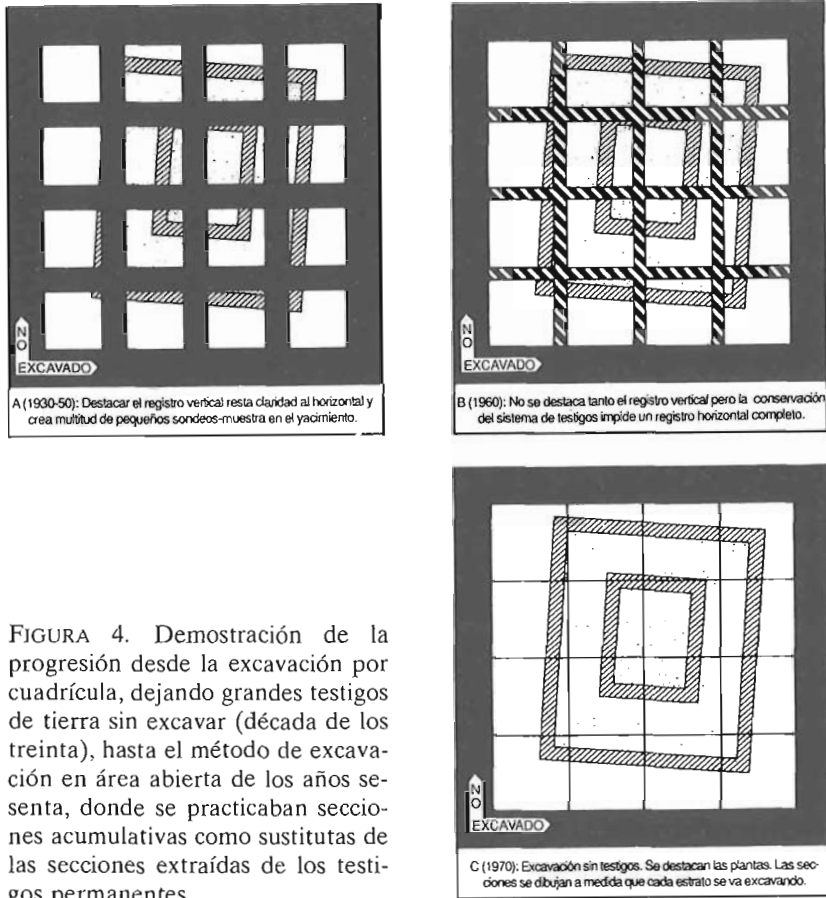 N
O
EXCAVADO
A (1930-50): Destacar el registro vertical resta claridad al horizontal y
crea multitud de pequeños sondeos-muestra en el yacimiento.
N
O
EXCAVADO
B (1960): No se destaca tanto el registro vertical pero la conservación
del sistema de testigos impide un registro horizontal completo.
N
O
EXCAVADO
C (1970): Excavación sin testigos. Se destacan las plantas. Las sec-
ciones se dibujan a medida que cada estrato se va excavando.
FIGURA 4. Demostración de la
progresión desde la excavación por
cuadrícula, dejando grandes testigos
de tierra sin excavar (década de los
treinta), hasta el método de excava-
ción en área abierta de los años se-
senta, donde se practicaban seccio-
nes acumulativas como sustitutas de
las secciones extraídas de los testi-
gos permanentes